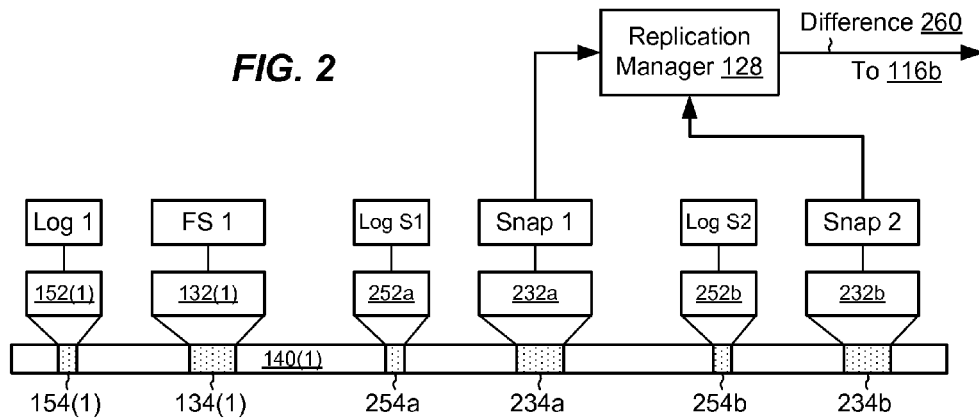 FIG. 2
Replication
Manager 128
Difference 260
To 116b
Log 1
FS 1
Log S1
Snap 1
Log S2
Snap 2
152(1)
132(1)
252a
232a
252b
232b
140(1)
154(1)
134(1)
254a
234a
254b
234b